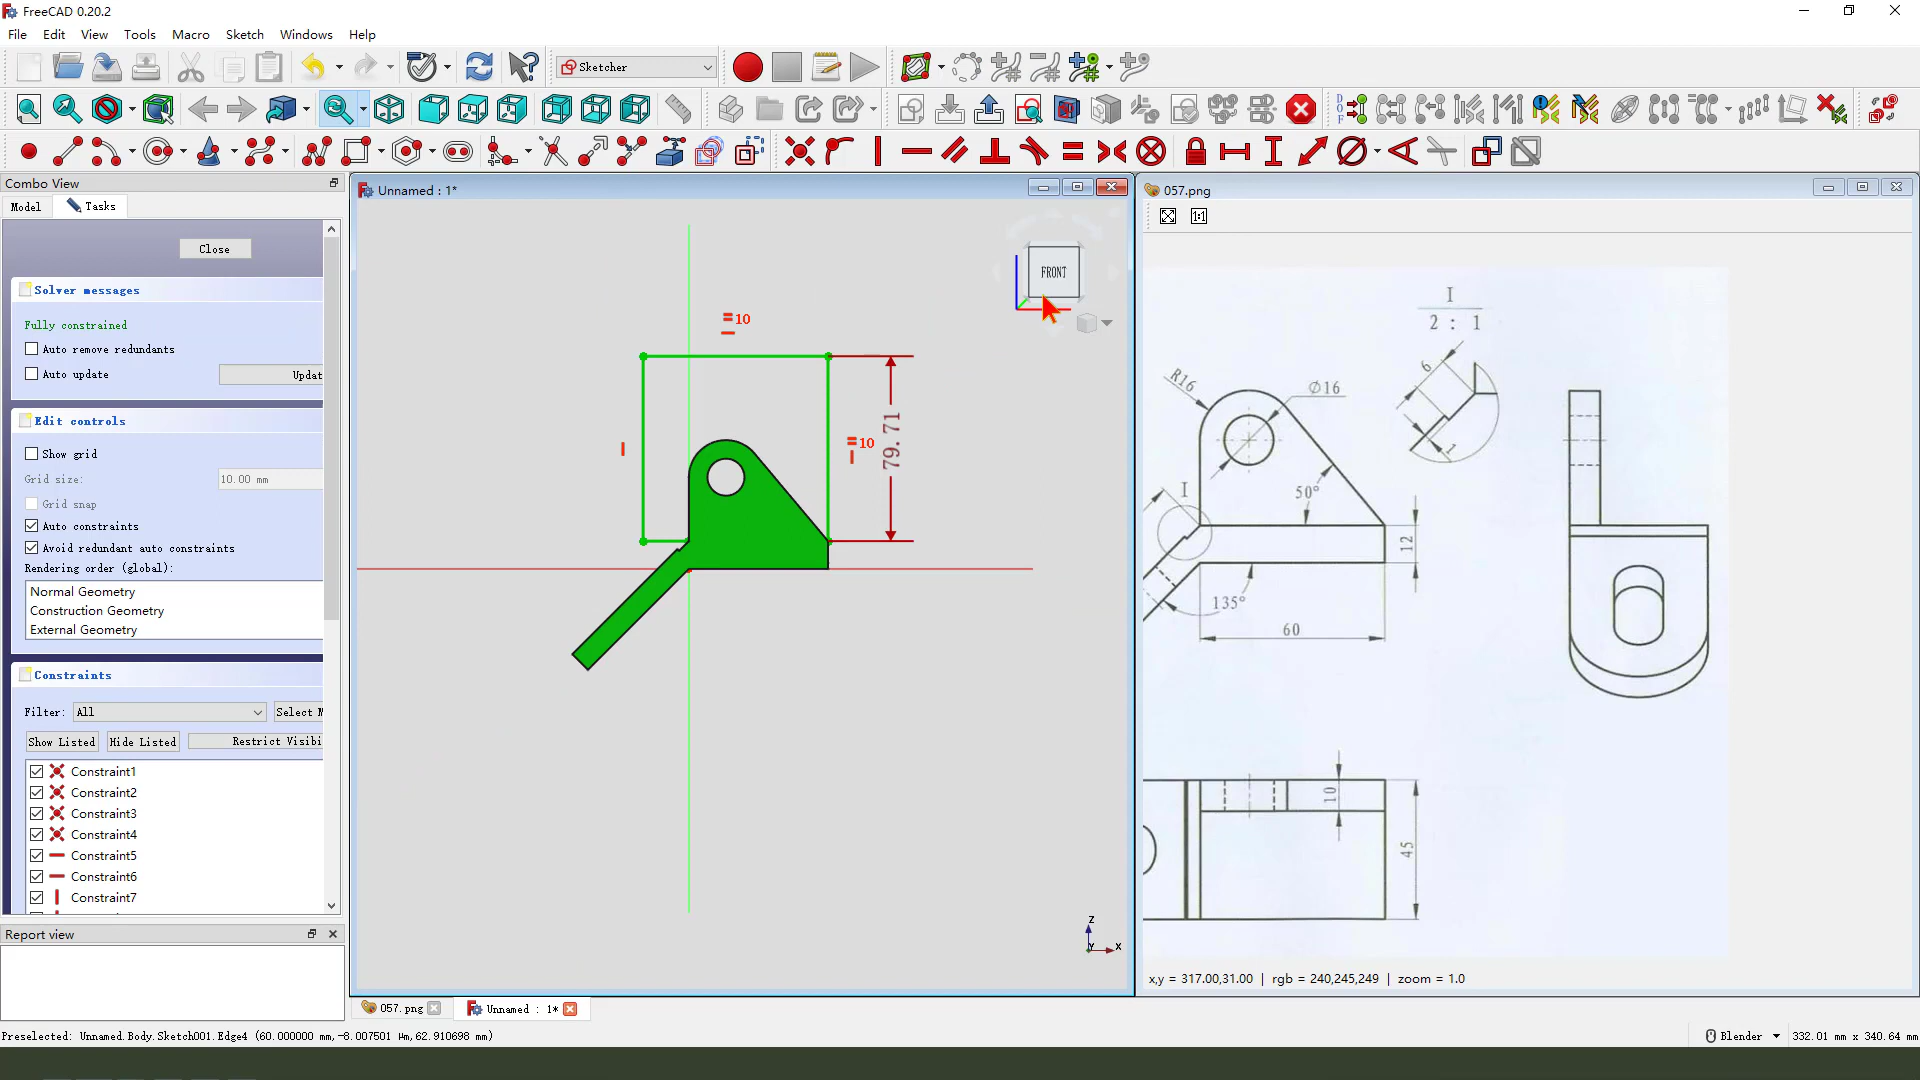 FreeCAD 0.20.2
File Edit View Tools Macro Sketch Windows Help
Sketcher
Combo View
Model Tasks
Close
Solver messages
Fully constrained
Auto remove redundants
Auto update
Updat
Edit controls
Show grid
Grid size: 10.00 mm
Grid snap
Auto constraints
Avoid redundant auto constraints
Rendering order (global):
Normal Geometry
Construction Geometry
External Geometry
Constraints
Filter: All Select M
Show Listed Hide Listed Restrict Visibi
Constraint1
Constraint2
Constraint3
Constraint4
Constraint5
Constraint6
Constraint7
Report view
Unnamed : 1*
FRONT
10
10
79.71
Z
Y X
057.png
1:1
I
2 : 1
R16
Ø16
6
1
I
50°
12
135°
60
10
45
x,y = 317.00,31.00 | rgb = 240,245,249 | zoom = 1.0
057.png Unnamed : 1*
Preselected: Unnamed.Body.Sketch001.Edge4 (60.000000 mm,-8.007501 µm,62.910698 mm)
Blender 332.01 mm x 340.64 mm